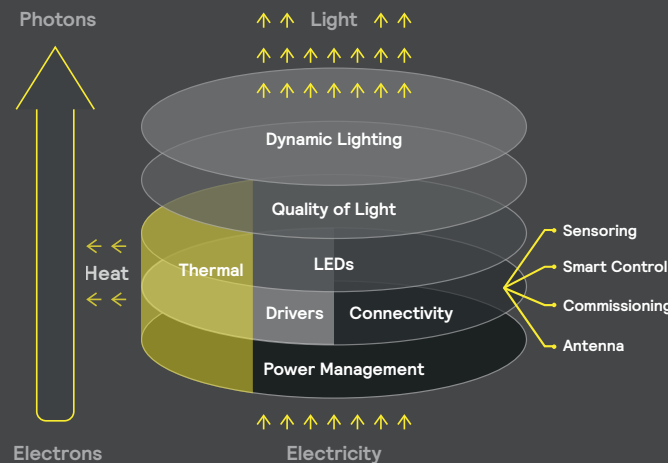 Photons
Light
Dynamic Lighting
Quality of Light
Sensoring
Smart Control
Heat
Thermal
LEDs
Commissioning
Drivers
Connectivity
Antenna
Power Management
Electrons
Electricity